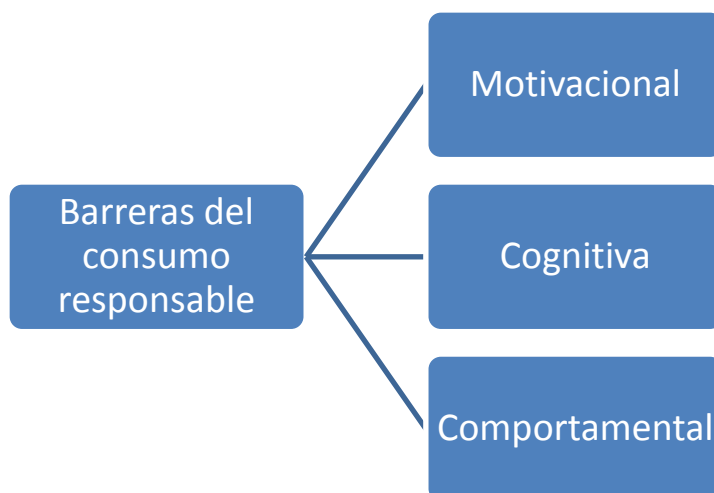 Motivacional
Barreras del
consumo
responsable
Cognitiva
Comportamental